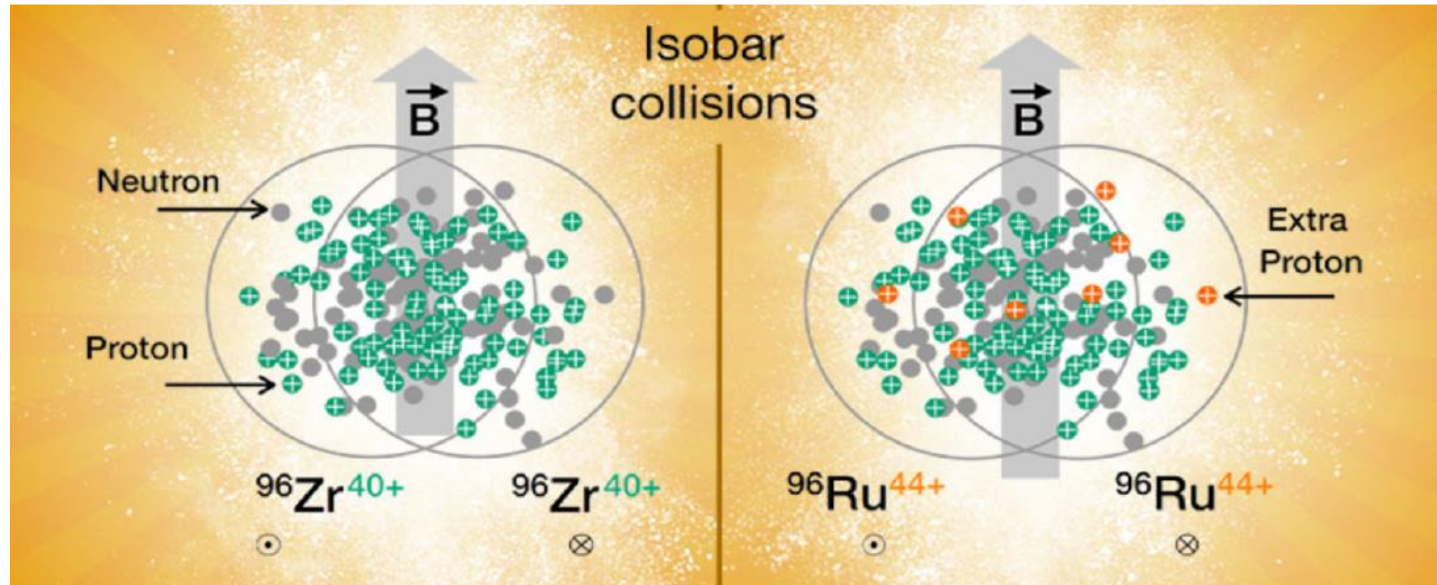 Isobar
collisions
B
B
Neutron
Proton
Extra
Proton
96Zr40+ 96Zr40+
96Ru44+ 96Ru44+